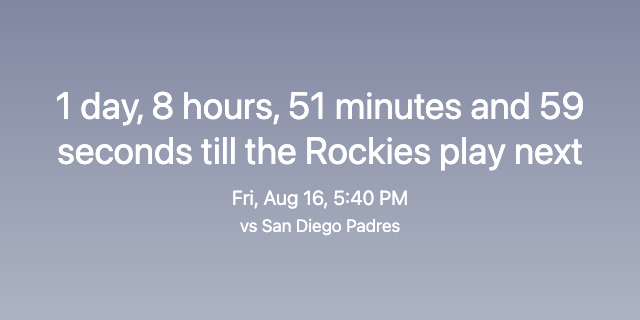 1 day, 8 hours, 51 minutes and 59
seconds till the Rockies play next
Fri, Aug 16, 5:40 PM
vs San Diego Padres